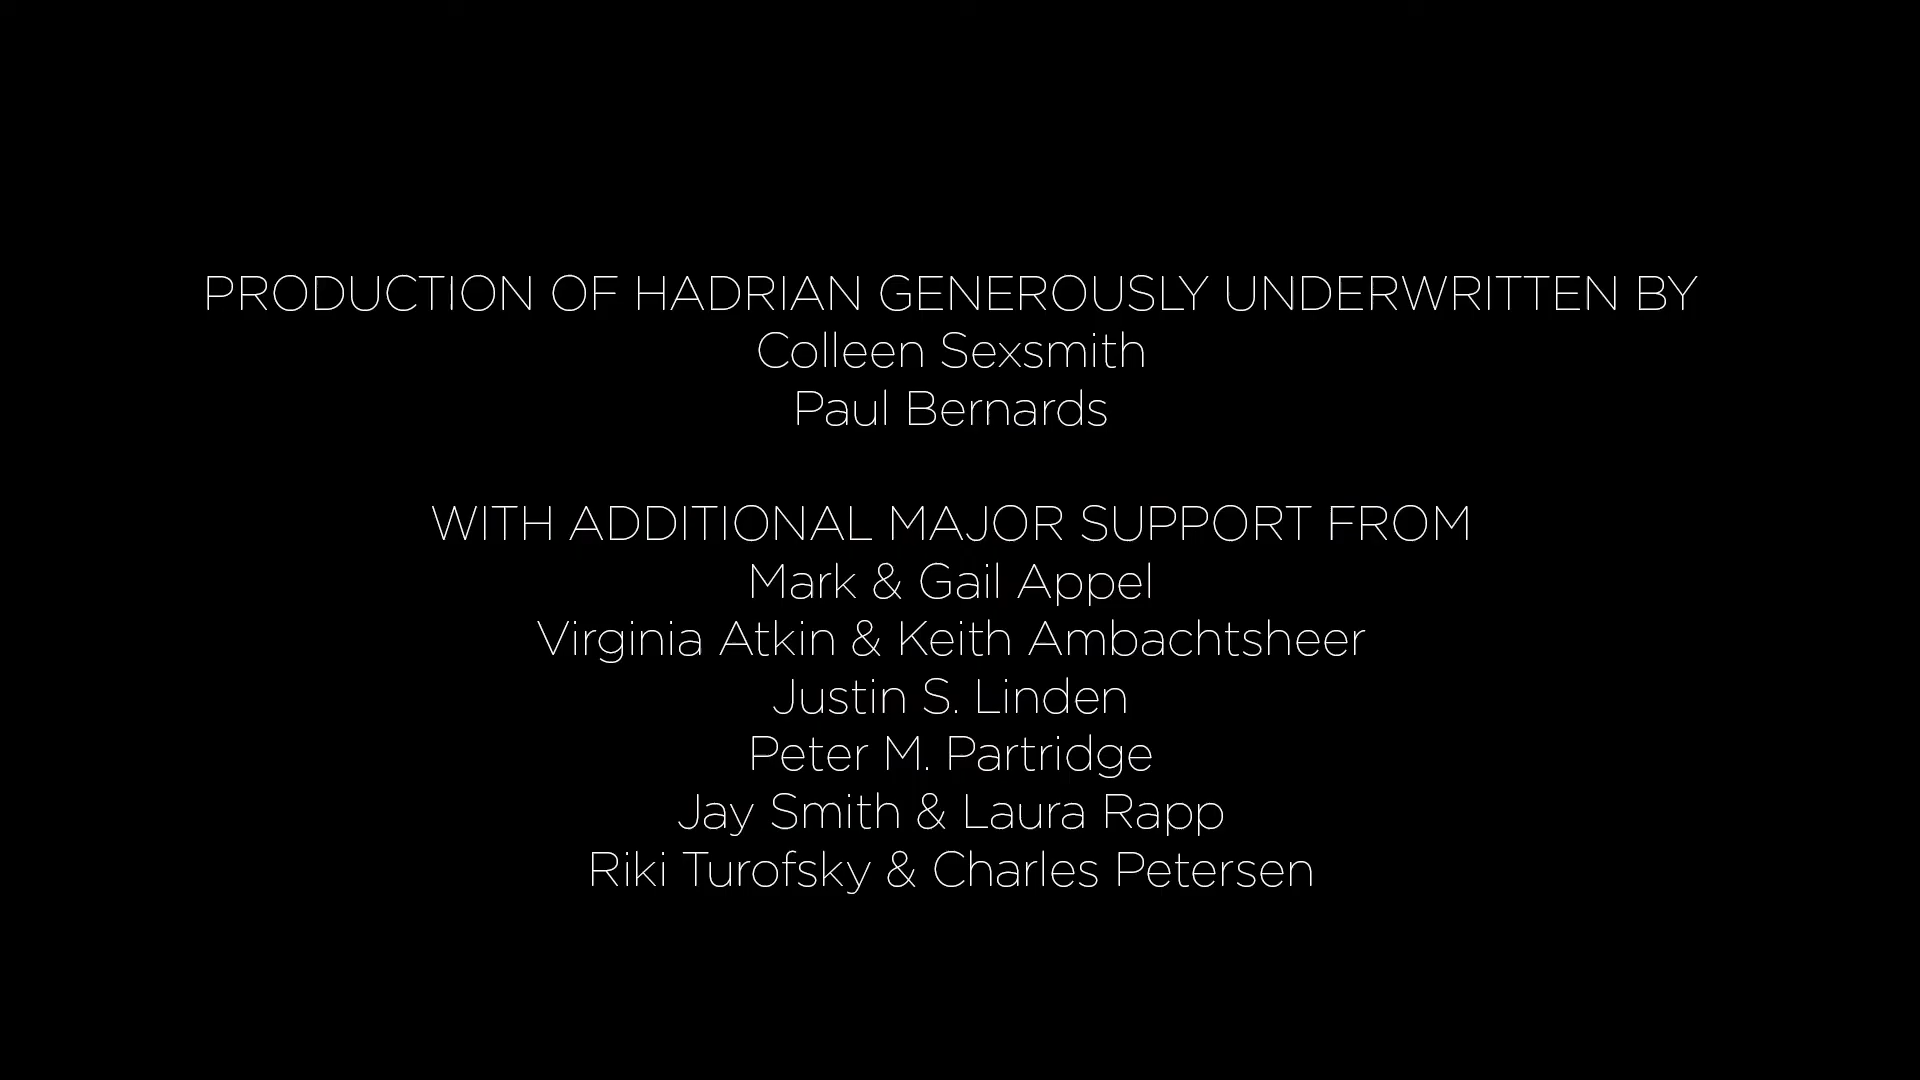 PRODUCTION OF HADRIAN GENEROUSLY UNDERWRITTEN BY
Colleen Sexsmith
Paul Bernards
WITH ADDITIONAL MAJOR SUPPORT FROM
Mark & Gail Appel
Virginia Atkin & Keith Ambachtsheer
Justin S. Linden
Peter M. Partridge
Jay Smith & Laura Rapp
Riki Turofsky & Charles Petersen